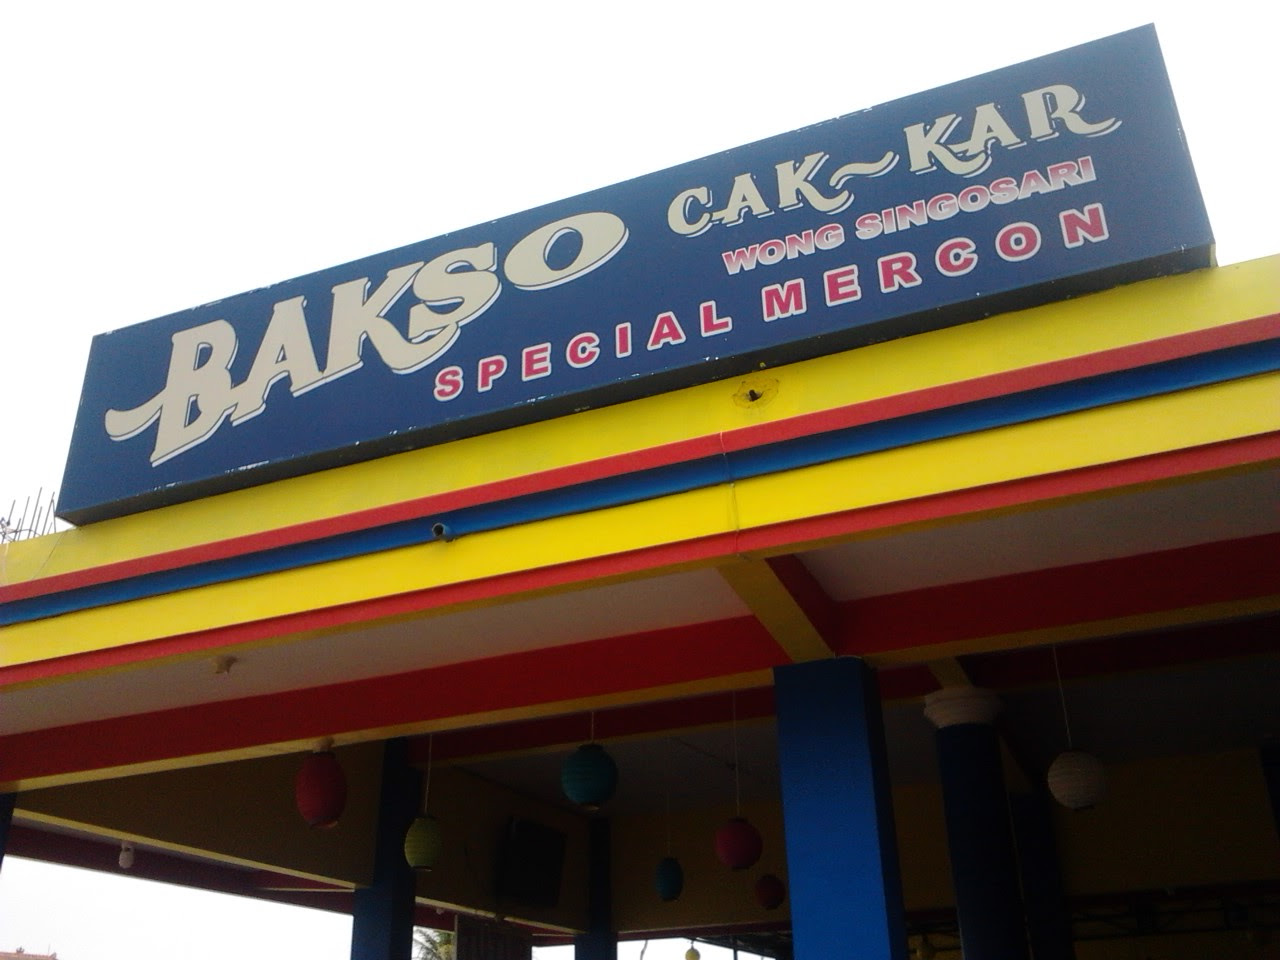 BAKSO CAK~KAR
WONG SINGOSARI
SPECIAL MERCON